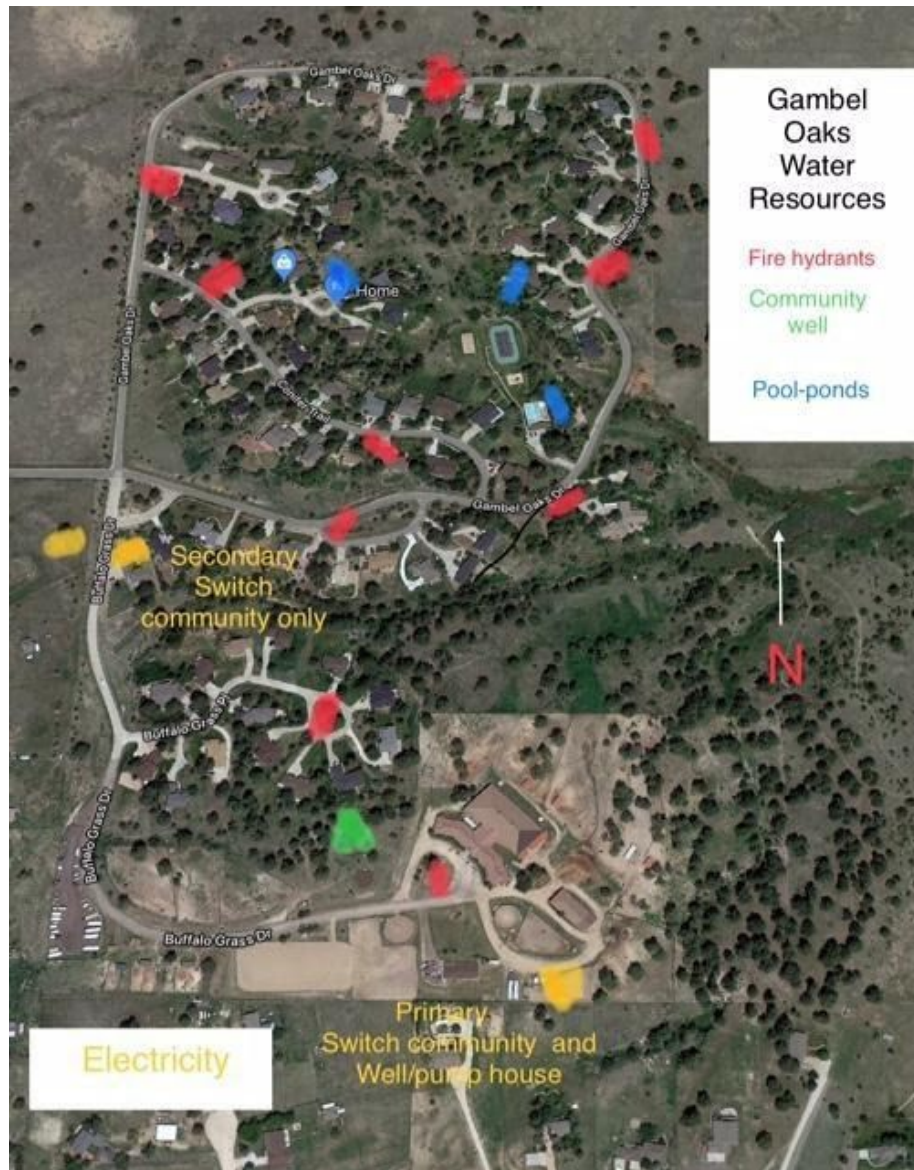 Gambel Oaks Dr
Gambel
Oaks
Water
Resources
Gambel Oaks Dr
Fire hydrants
Home
Community
well
Gambel Oaks Dr
Pool-ponds
Conifer Trail
Gambel Oaks Dr
Buffalo Grass Dr
Secondary
Switch
community only
N
Buffalo Grass Dr
Buffalo Grass Dr
Buffalo Grass Dr
Primary
Switch community and
Well/pump house
Electricity